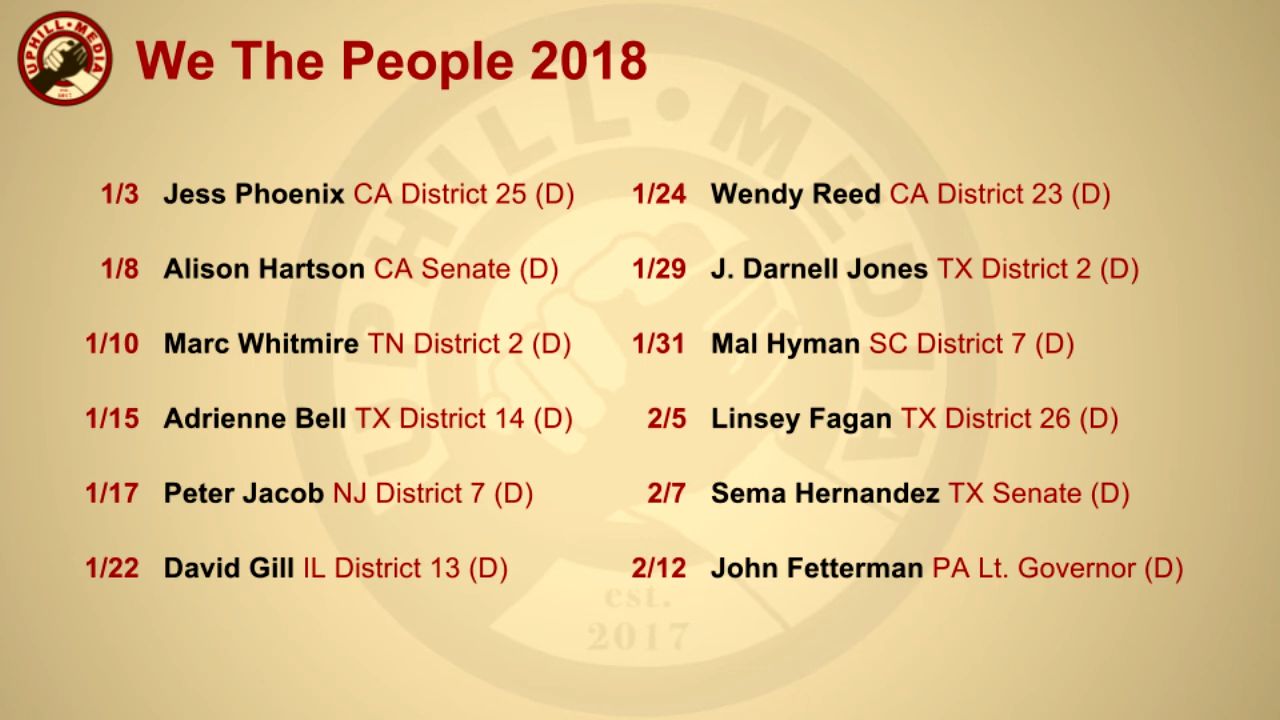 UPHILL • MEDIA
We The People 2018
1/3 Jess Phoenix CA District 25 (D)
1/8 Alison Hartson CA Senate (D)
1/10 Marc Whitmire TN District 2 (D)
1/15 Adrienne Bell TX District 14 (D)
1/17 Peter Jacob NJ District 7 (D)
1/22 David Gill IL District 13 (D)
1/24 Wendy Reed CA District 23 (D)
1/29 J. Darnell Jones TX District 2 (D)
1/31 Mal Hyman SC District 7 (D)
2/5 Linsey Fagan TX District 26 (D)
2/7 Sema Hernandez TX Senate (D)
2/12 John Fetterman PA Lt. Governor (D)
UPHILL • MEDIA
est.
2017